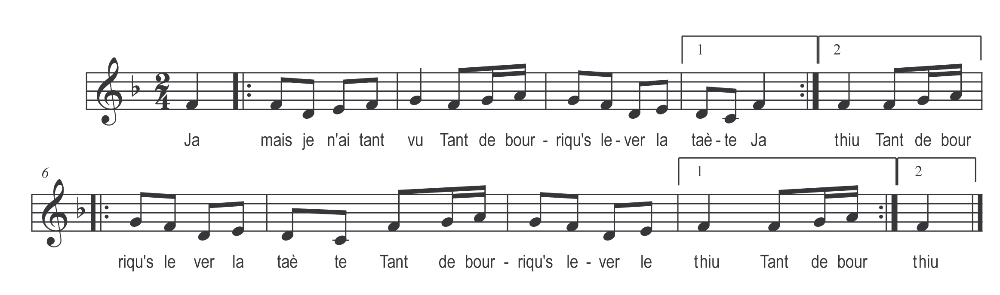 1 2
2
4
Ja mais je n'ai tant vu Tant de bour - riqu's le - ver la taè - te Ja thiu Tant de bour
6 1 2
riqu's le ver la taè te Tant de bour - riqu's le - ver le thiu Tant de bour thiu